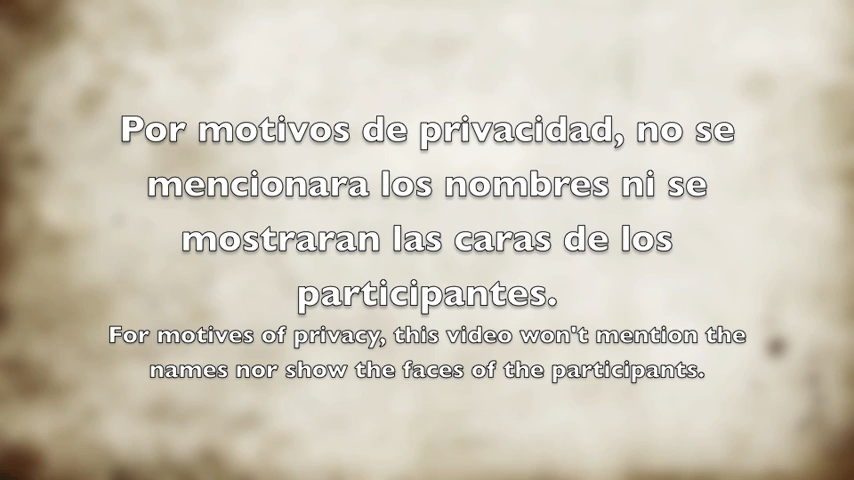 Por motivos de privacidad, no se
mencionara los nombres ni se
mostraran las caras de los
participantes.
For motives of privacy, this video won't mention the
names nor show the faces of the participants.